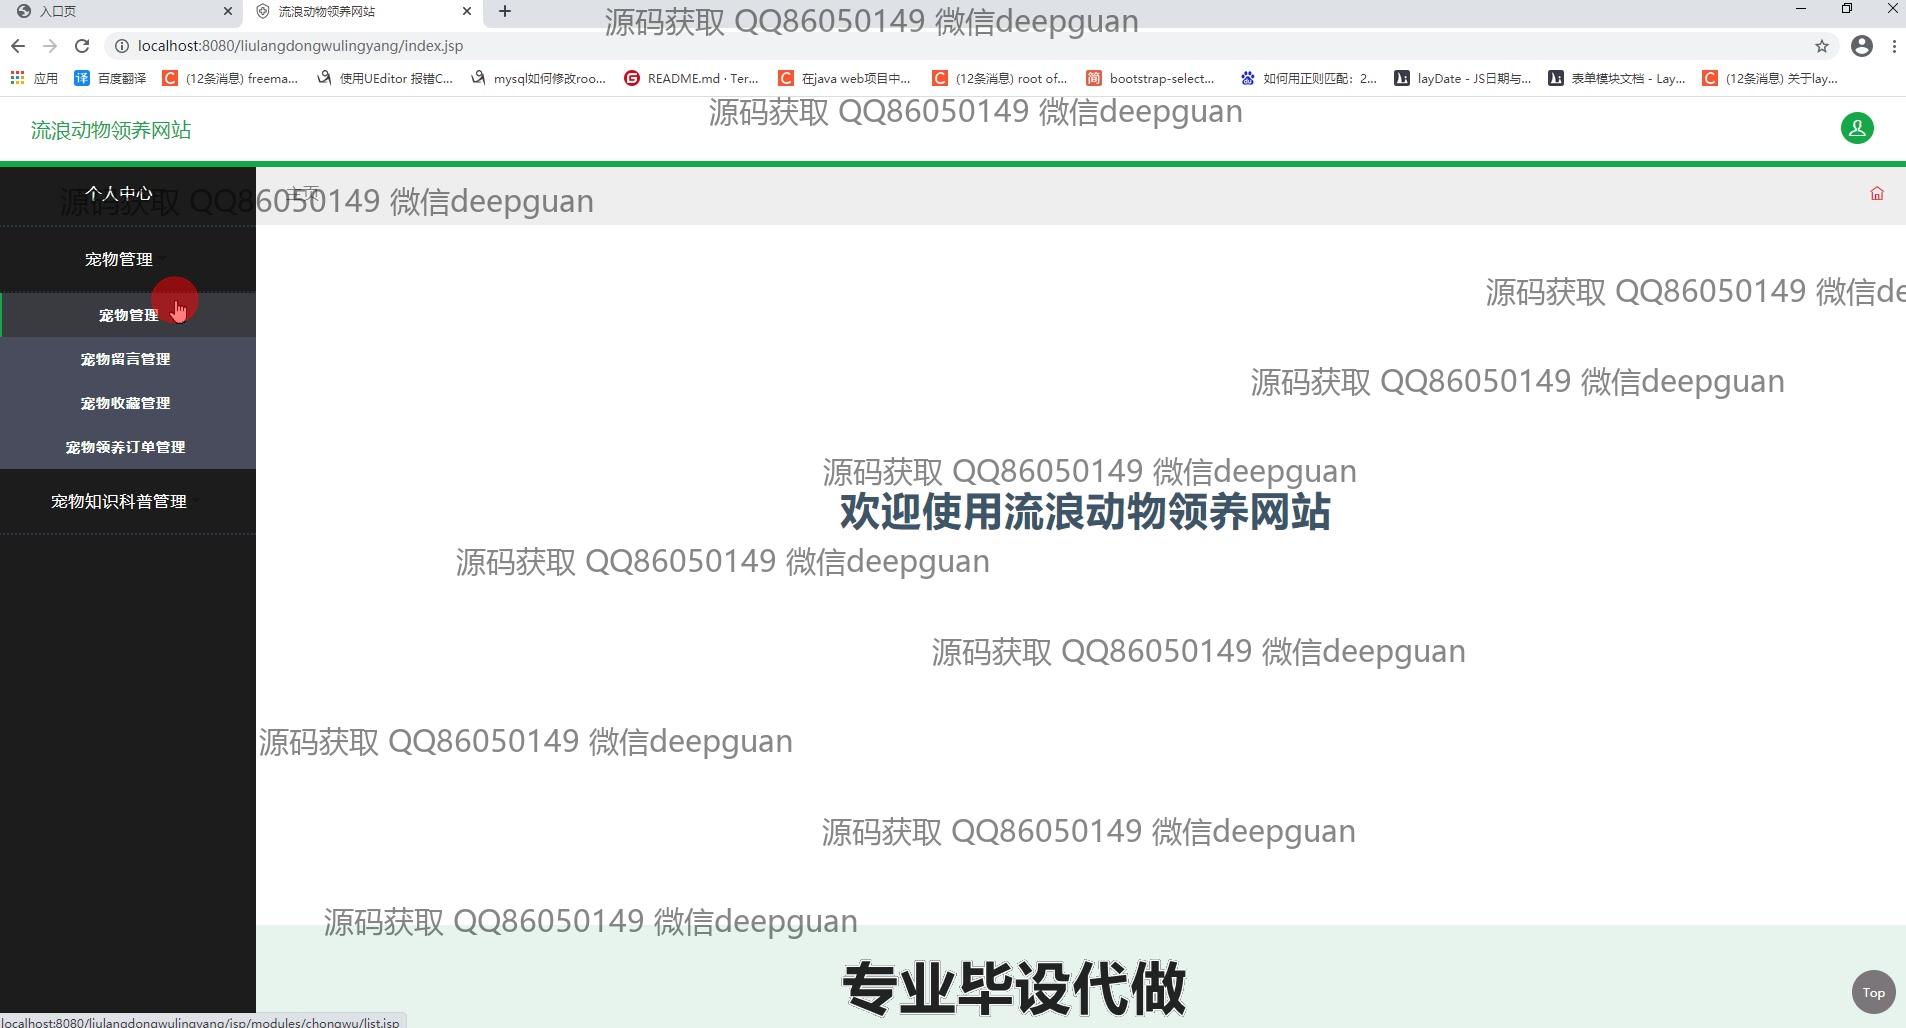 入口页
流浪动物领养网站
源码获取 QQ86050149 微信deepguan
localhost:8080/liulangdongwulingyang/index.jsp
应用 百度翻译 (12条消息) freema... 使用UEditor 报错C... mysql如何修改roo... README.md · Ter... 在java web项目中... (12条消息) root of... bootstrap-select... 如何用正则匹配：2... layDate - JS日期与... 表单模块文档 - Lay... (12条消息) 关于lay...
源码获取 QQ86050149 微信deepguan
流浪动物领养网站
个人中心
主页
源码获取 QQ86050149 微信deepguan
宠物管理
源码获取 QQ86050149 微信de
宠物管理
宠物留言管理
源码获取 QQ86050149 微信deepguan
宠物收藏管理
宠物领养订单管理
源码获取 QQ86050149 微信deepguan
宠物知识科普管理
欢迎使用流浪动物领养网站
源码获取 QQ86050149 微信deepguan
源码获取 QQ86050149 微信deepguan
源码获取 QQ86050149 微信deepguan
源码获取 QQ86050149 微信deepguan
源码获取 QQ86050149 微信deepguan
专业毕设代做
Top
localhost:8080/liulangdongwulingyang/jsp/modules/chongwu/list.jsp